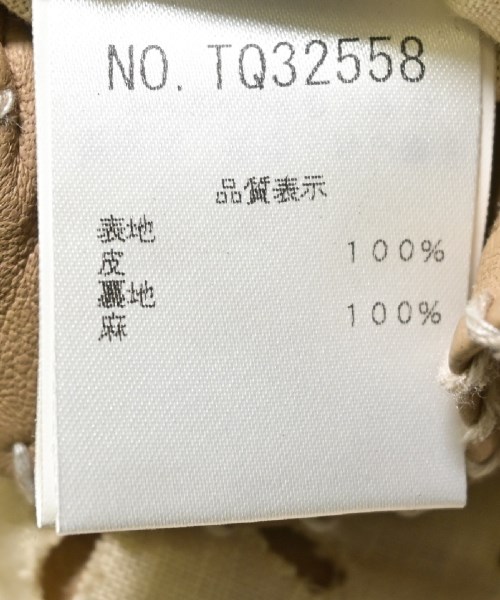 NO. TQ32558
品質表示
表地
皮 100%
裏地
麻 100%